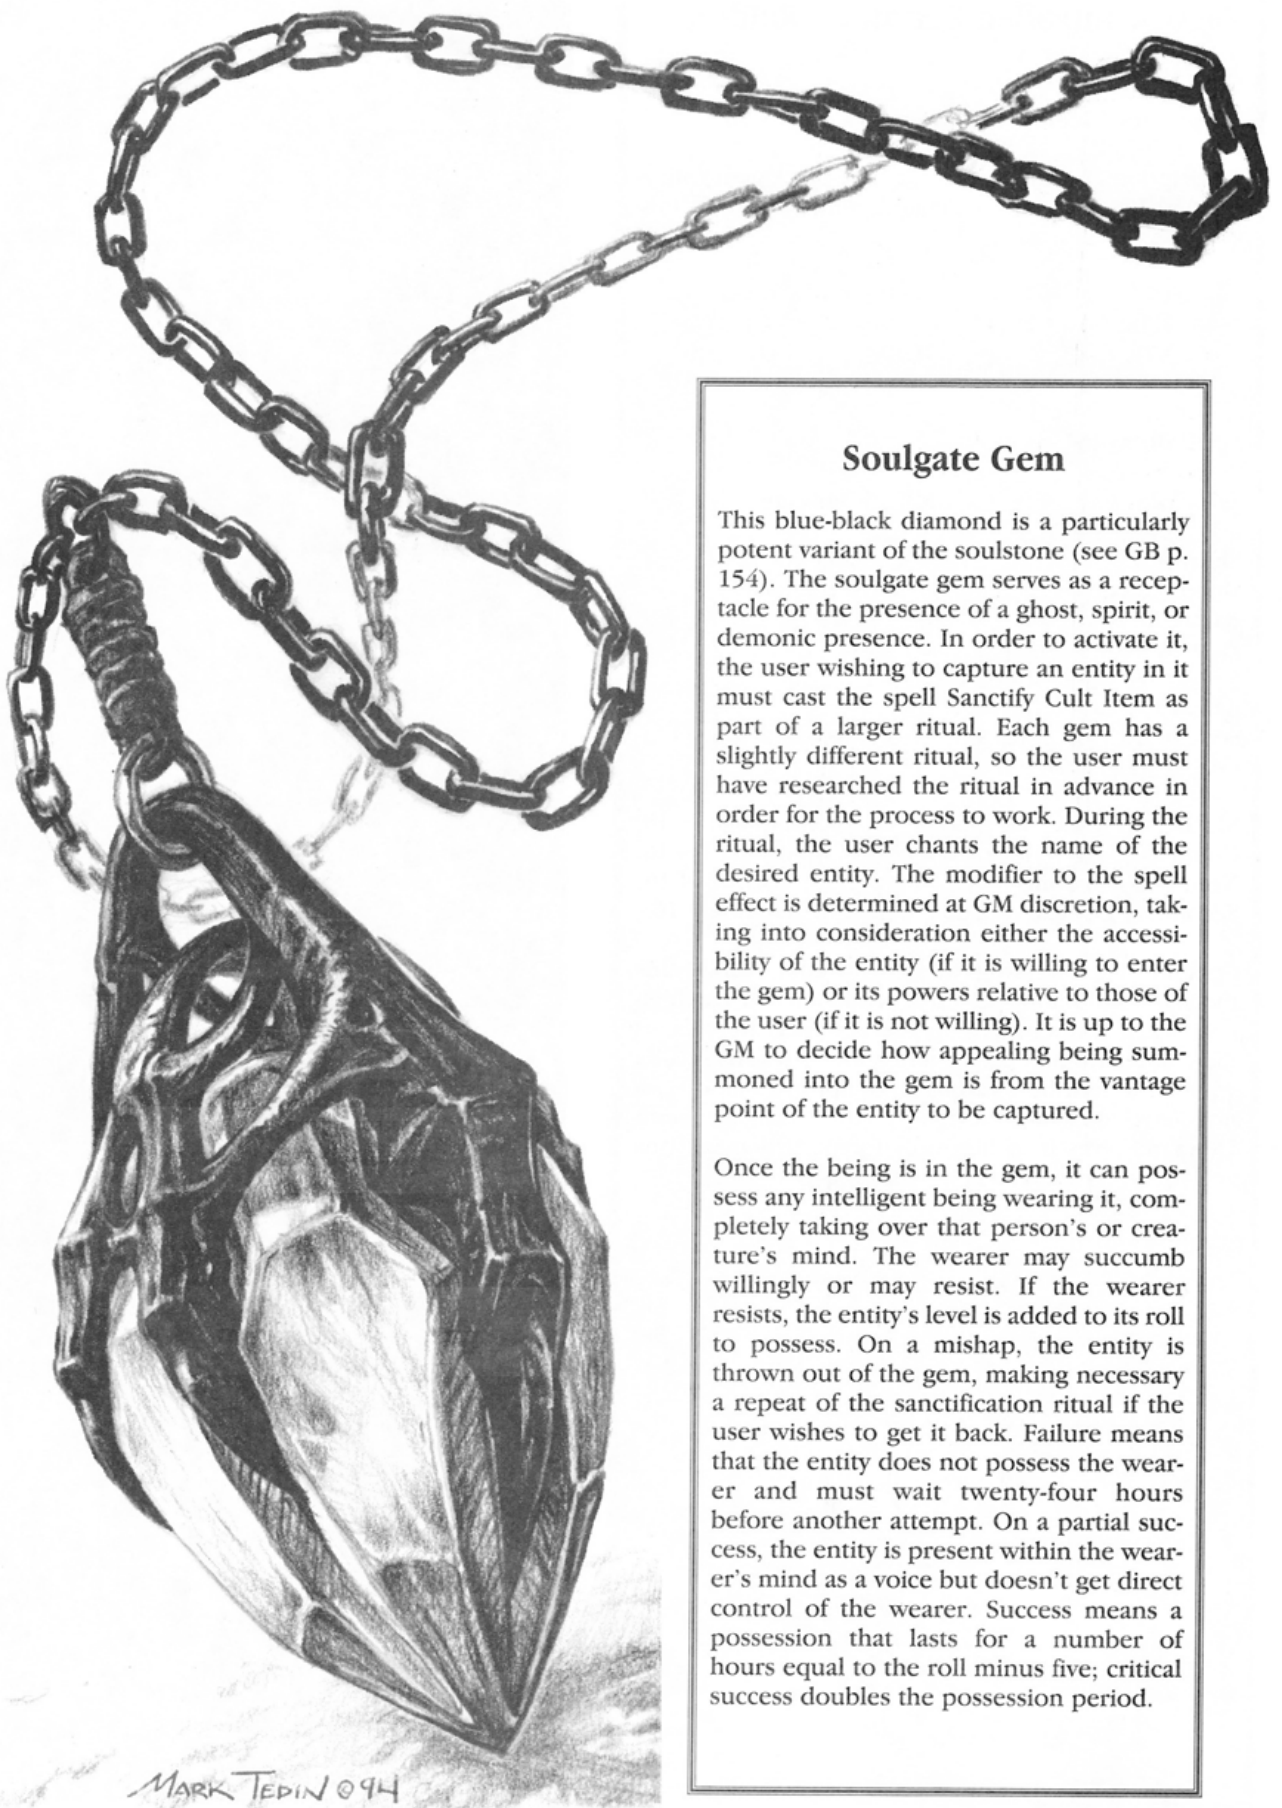 Soulgate Gem
This blue-black diamond is a particularly
potent variant of the soulstone (see GB p.
154). The soulgate gem serves as a recep-
tacle for the presence of a ghost, spirit, or
demonic presence. In order to activate it,
the user wishing to capture an entity in it
must cast the spell Sanctify Cult Item as
part of a larger ritual. Each gem has a
slightly different ritual, so the user must
have researched the ritual in advance in
order for the process to work. During the
ritual, the user chants the name of the
desired entity. The modifier to the spell
effect is determined at GM discretion, tak-
ing into consideration either the accessi-
bility of the entity (if it is willing to enter
the gem) or its powers relative to those of
the user (if it is not willing). It is up to the
GM to decide how appealing being sum-
moned into the gem is from the vantage
point of the entity to be captured.
Once the being is in the gem, it can pos-
sess any intelligent being wearing it, com-
pletely taking over that person's or crea-
ture's mind. The wearer may succumb
willingly or may resist. If the wearer
resists, the entity's level is added to its roll
to possess. On a mishap, the entity is
thrown out of the gem, making necessary
a repeat of the sanctification ritual if the
user wishes to get it back. Failure means
that the entity does not possess the wear-
er and must wait twenty-four hours
before another attempt. On a partial suc-
cess, the entity is present within the wear-
er's mind as a voice but doesn't get direct
control of the wearer. Success means a
possession that lasts for a number of
hours equal to the roll minus five; critical
success doubles the possession period.
MARK TEDIN © 94